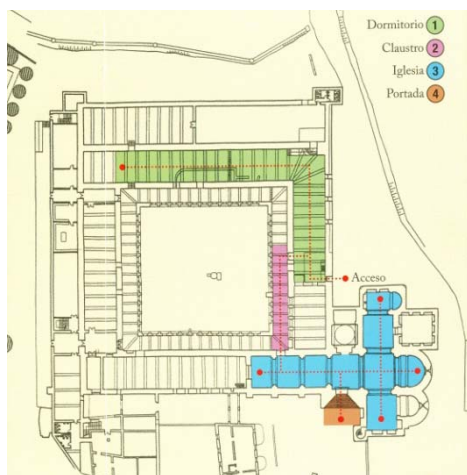 Dormitorio 1
Claustro 2
Iglesia 3
Portada 4
Acceso